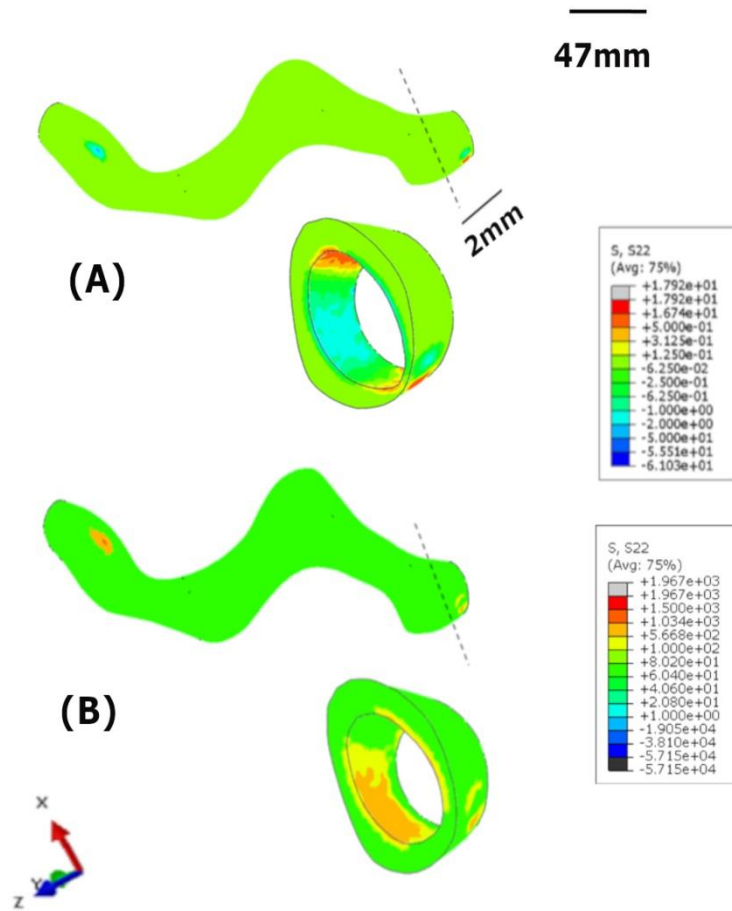 47mm
2mm
(A)
S, S22
(Avg: 75%)
+1.792e+01
+1.792e+01
+1.674e+01
+5.000e-01
+3.125e-01
+1.250e-01
-6.250e-02
-2.500e-01
-6.250e-01
-1.000e+00
-2.000e+00
-5.000e+01
-5.551e+01
-6.103e+01
(B)
S, S22
(Avg: 75%)
+1.967e+03
+1.967e+03
+1.500e+03
+1.034e+03
+5.668e+02
+1.000e+02
+8.020e+01
+6.040e+01
+4.060e+01
+2.080e+01
+1.000e+00
-1.905e+04
-3.810e+04
-5.715e+04
-5.715e+04
X
Y
Z